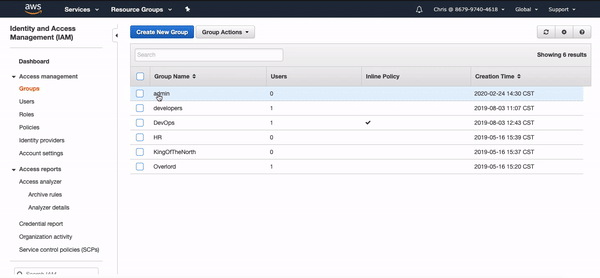 aws Services Resource Groups Chris @ 8679-9740-4618 Global Support
Identity and Access
Management (IAM)
Dashboard
Access management
Groups
Users
Roles
Policies
Identity providers
Account settings
Access reports
Access analyzer
Archive rules
Analyzer details
Credential report
Organization activity
Service control policies (SCPs)
Search IAM
Create New Group Group Actions
Search Showing 6 results
Group Name Users Inline Policy Creation Time
admin 0 2020-02-24 14:30 CST
developers 1 2019-08-03 11:07 CST
DevOps 1 2019-08-03 12:43 CST
HR 0 2019-05-16 15:39 CST
KingOfTheNorth 0 2019-05-16 15:37 CST
Overlord 1 2019-05-16 15:20 CST